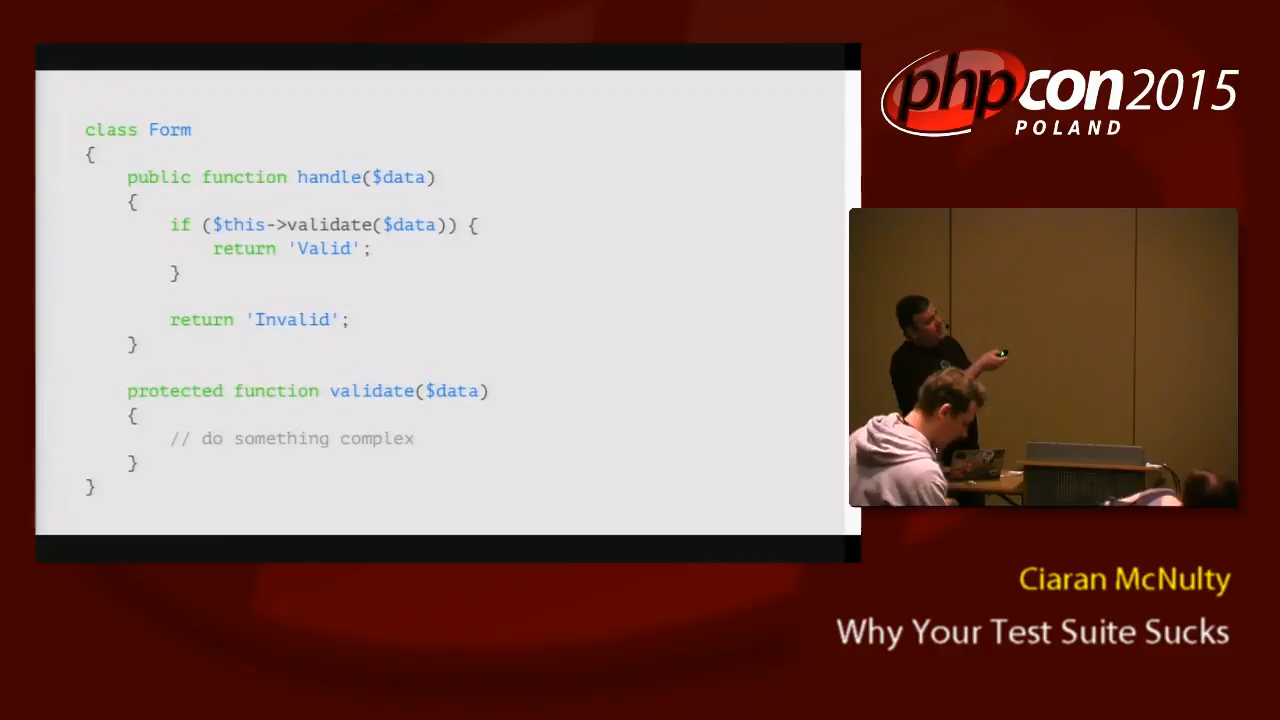 class Form
{
    public function handle($data)
    {
        if ($this->validate($data)) {
            return 'Valid';
        }

        return 'Invalid';
    }

    protected function validate($data)
    {
        // do something complex
    }
}
phpcon2015
POLAND
Ciaran McNulty
Why Your Test Suite Sucks